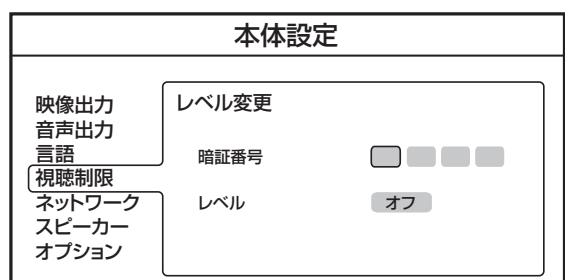 本体設定
映像出力
音声出力
言語
視聴制限
ネットワーク
スピーカー
オプション
レベル変更
暗証番号
レベル オフ